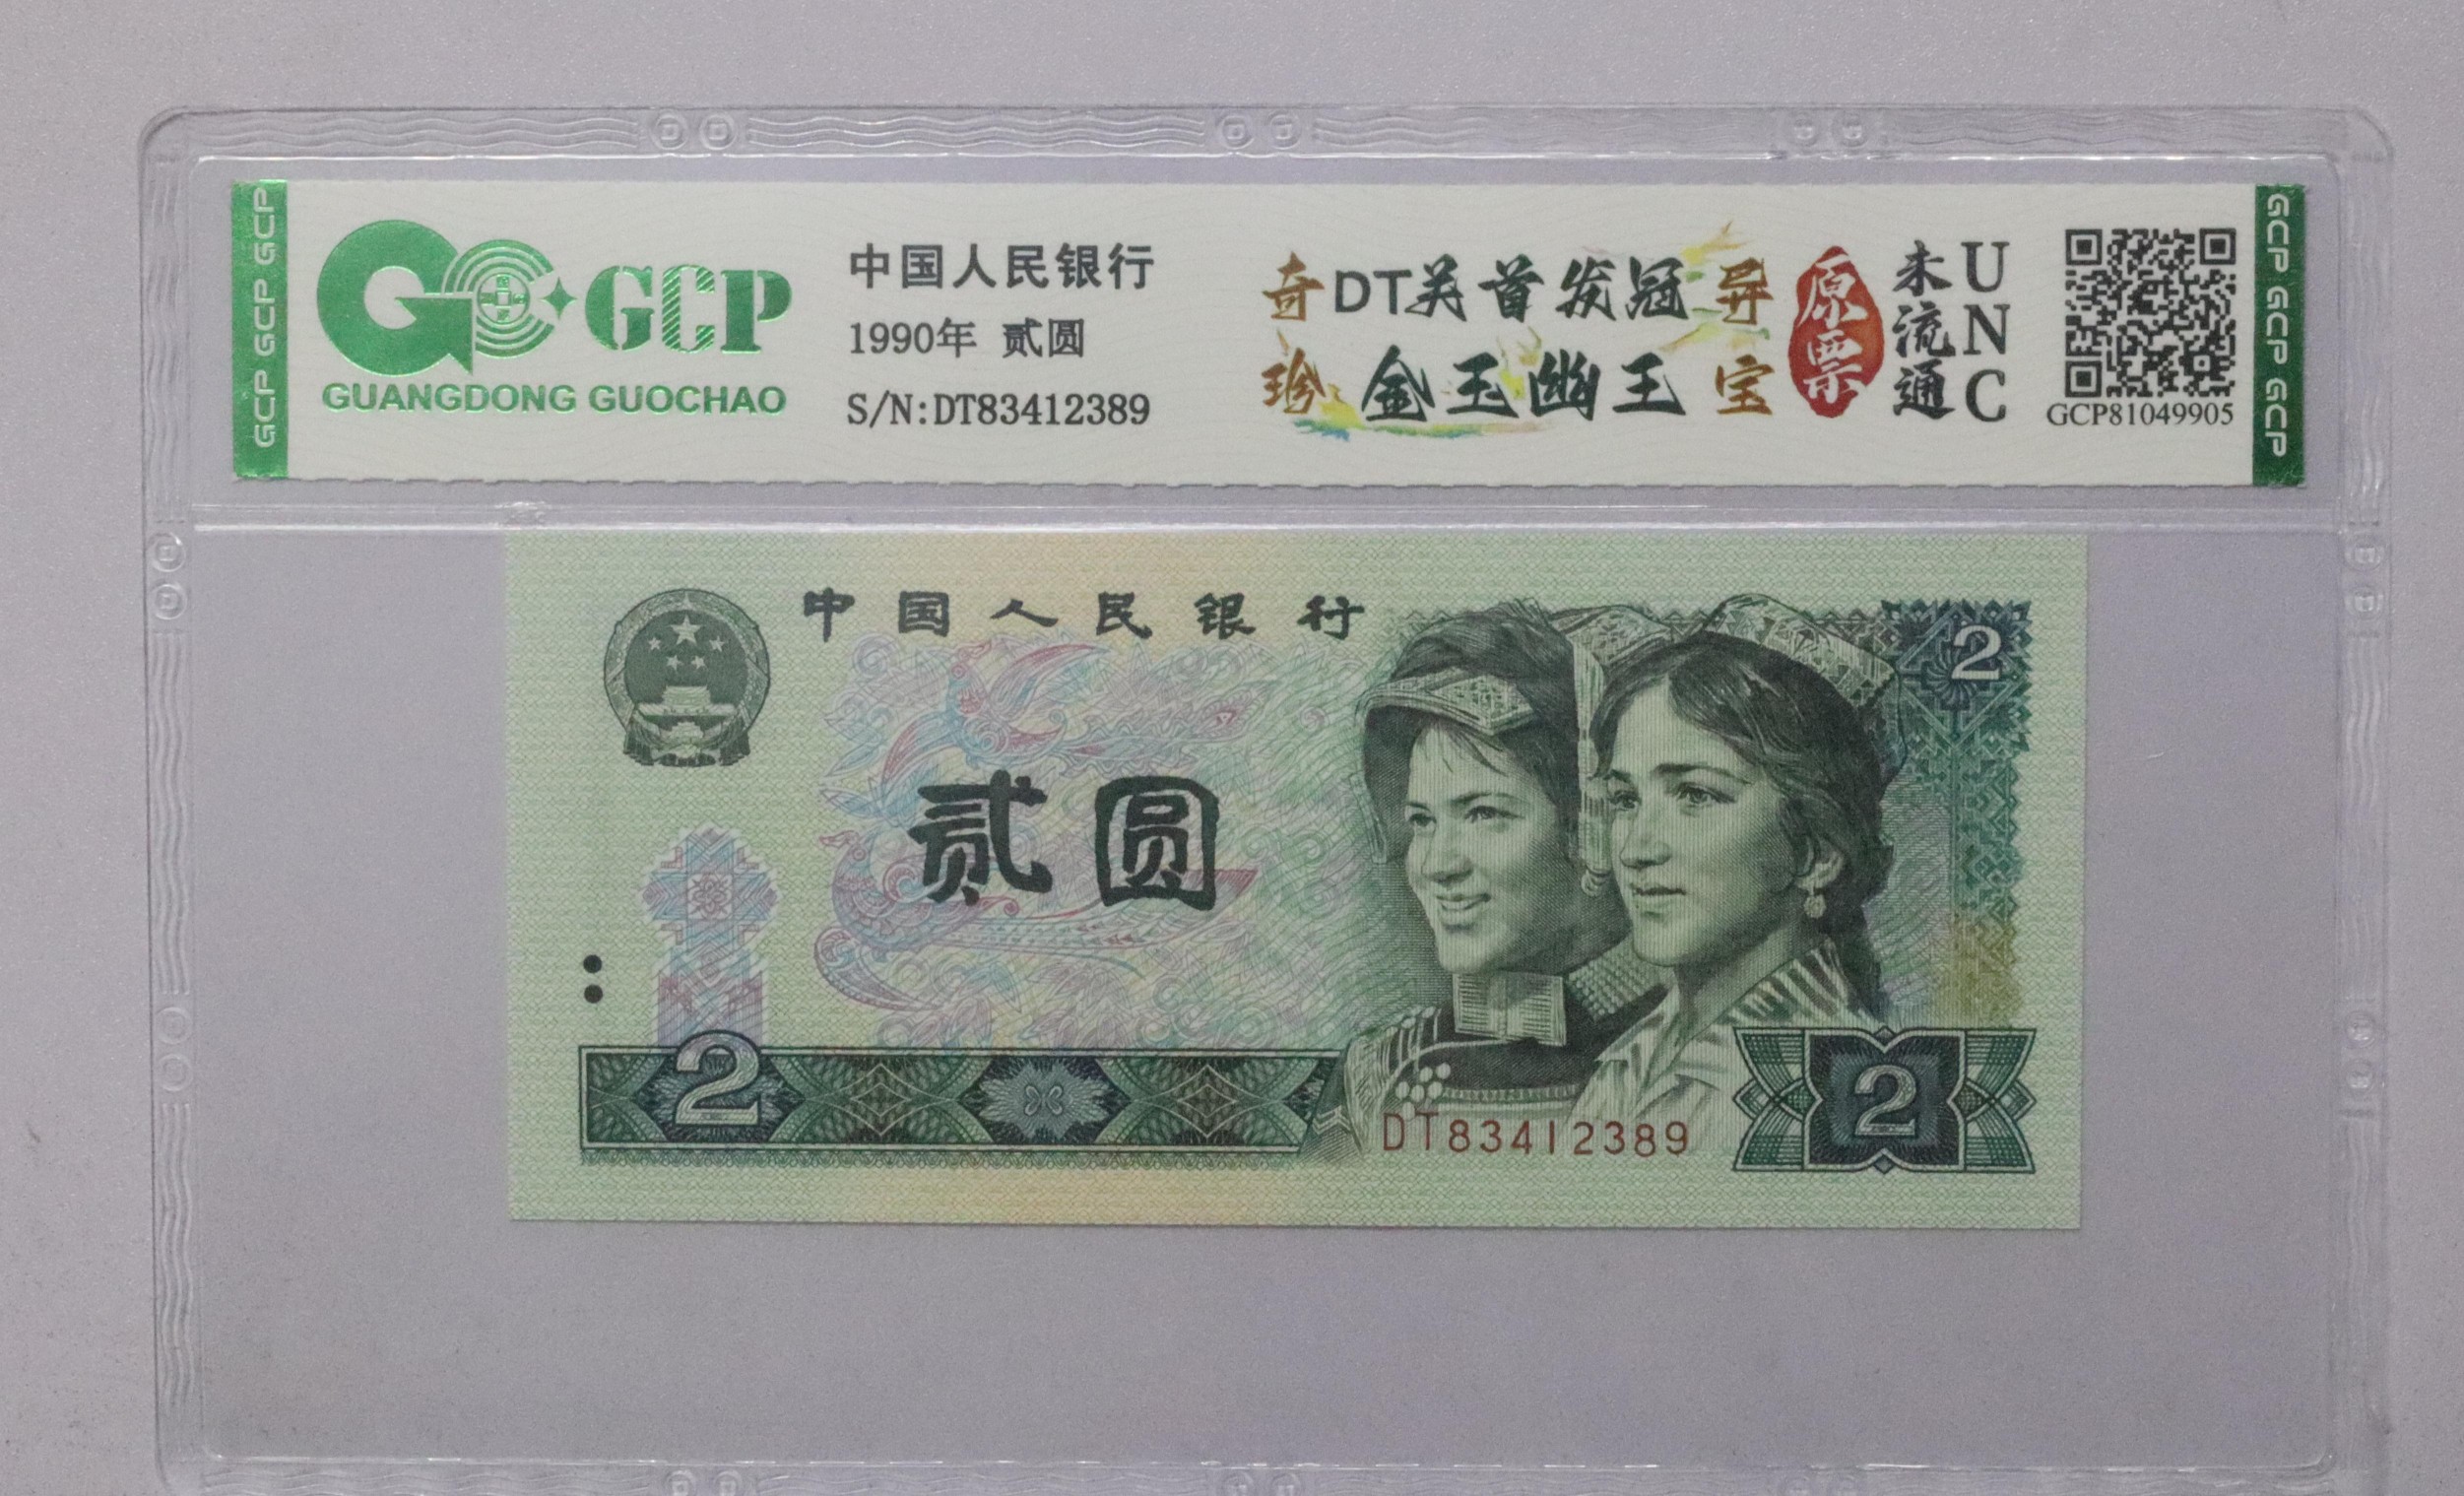 GCP GCP GCP
GCP
GUANGDONG GUOCHAO
中国人民银行
1990年 贰圆
S/N:DT83412389
奇DT关首发冠异
珍金玉幽王宝
原票
未流通
UNC
GCP81049905
GCP GCP GCP
中国人民银行
2
贰圆
2
DT83412389
2